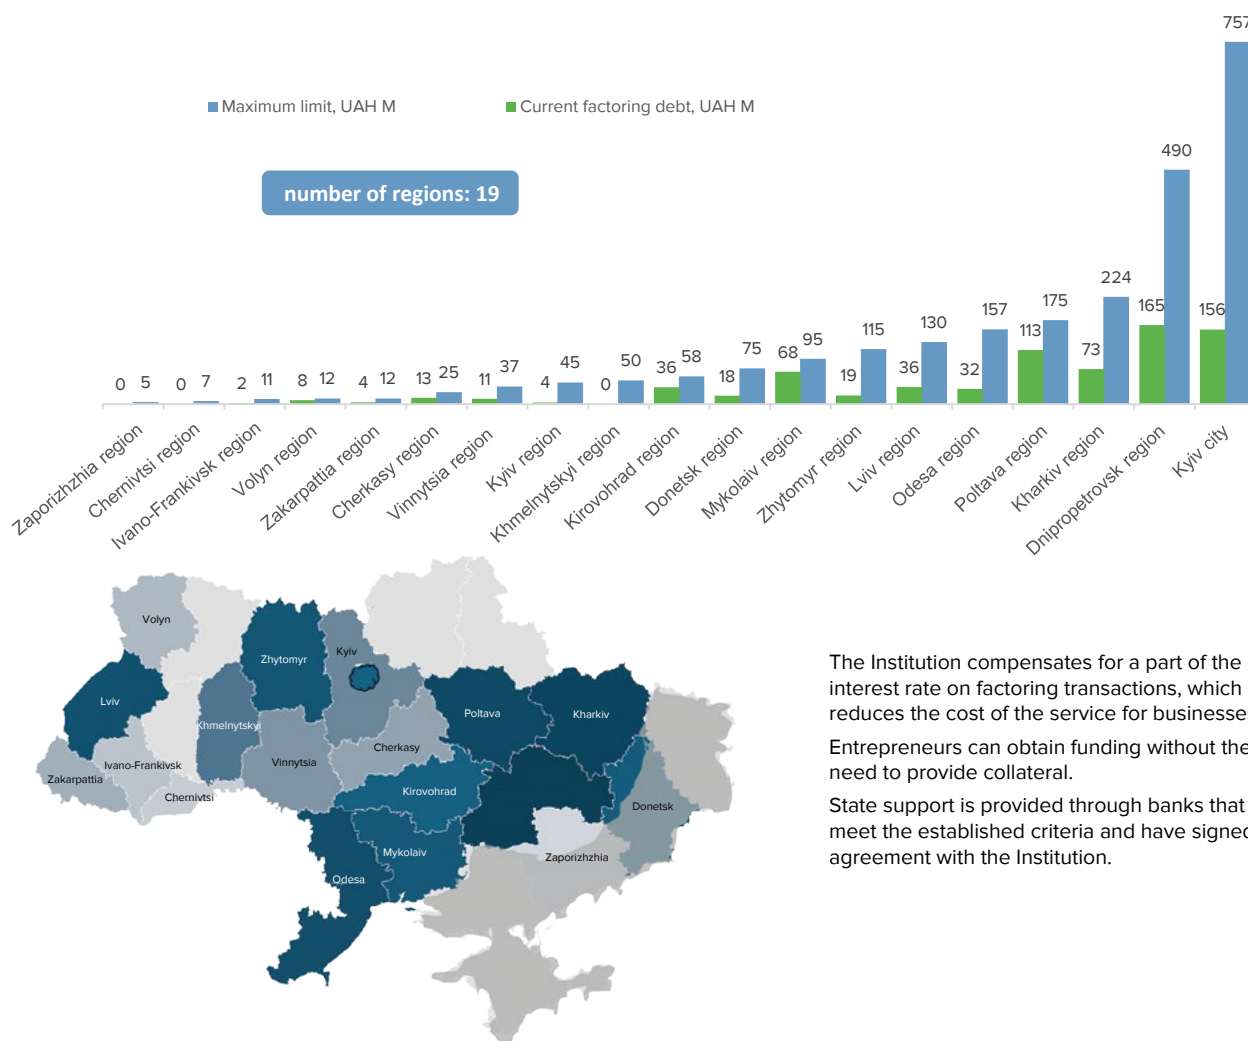 757
Maximum limit, UAH M
Current factoring debt, UAH M
490
number of regions: 19
224
175
157
165
156
130
115
113
95
75
68
73
58
50
45
37
36
36
32
25
18
19
13
11
12
12
11
8
7
5
4
4
2
0
0
0
Zaporizhzhia region
Chernivtsi region
Ivano-Frankivsk region
Volyn region
Zakarpattia region
Cherkasy region
Vinnytsia region
Kyiv region
Khmelnytskyi region
Kirovohrad region
Donetsk region
Mykolaiv region
Zhytomyr region
Lviv region
Odesa region
Poltava region
Kharkiv region
Dnipropetrovsk region
Kyiv city
Volyn
Zhytomyr
Kyiv
Lviv
Khmelnytskyi
Poltava
Kharkiv
Cherkasy
Ivano-Frankivsk
Vinnytsia
Zakarpattia
Chernivtsi
Kirovohrad
Donetsk
Mykolaiv
Zaporizhzhia
Odesa
The Institution compensates for a part of the
interest rate on factoring transactions, which
reduces the cost of the service for businesses
Entrepreneurs can obtain funding without the
need to provide collateral.
State support is provided through banks that
meet the established criteria and have signed
agreement with the Institution.